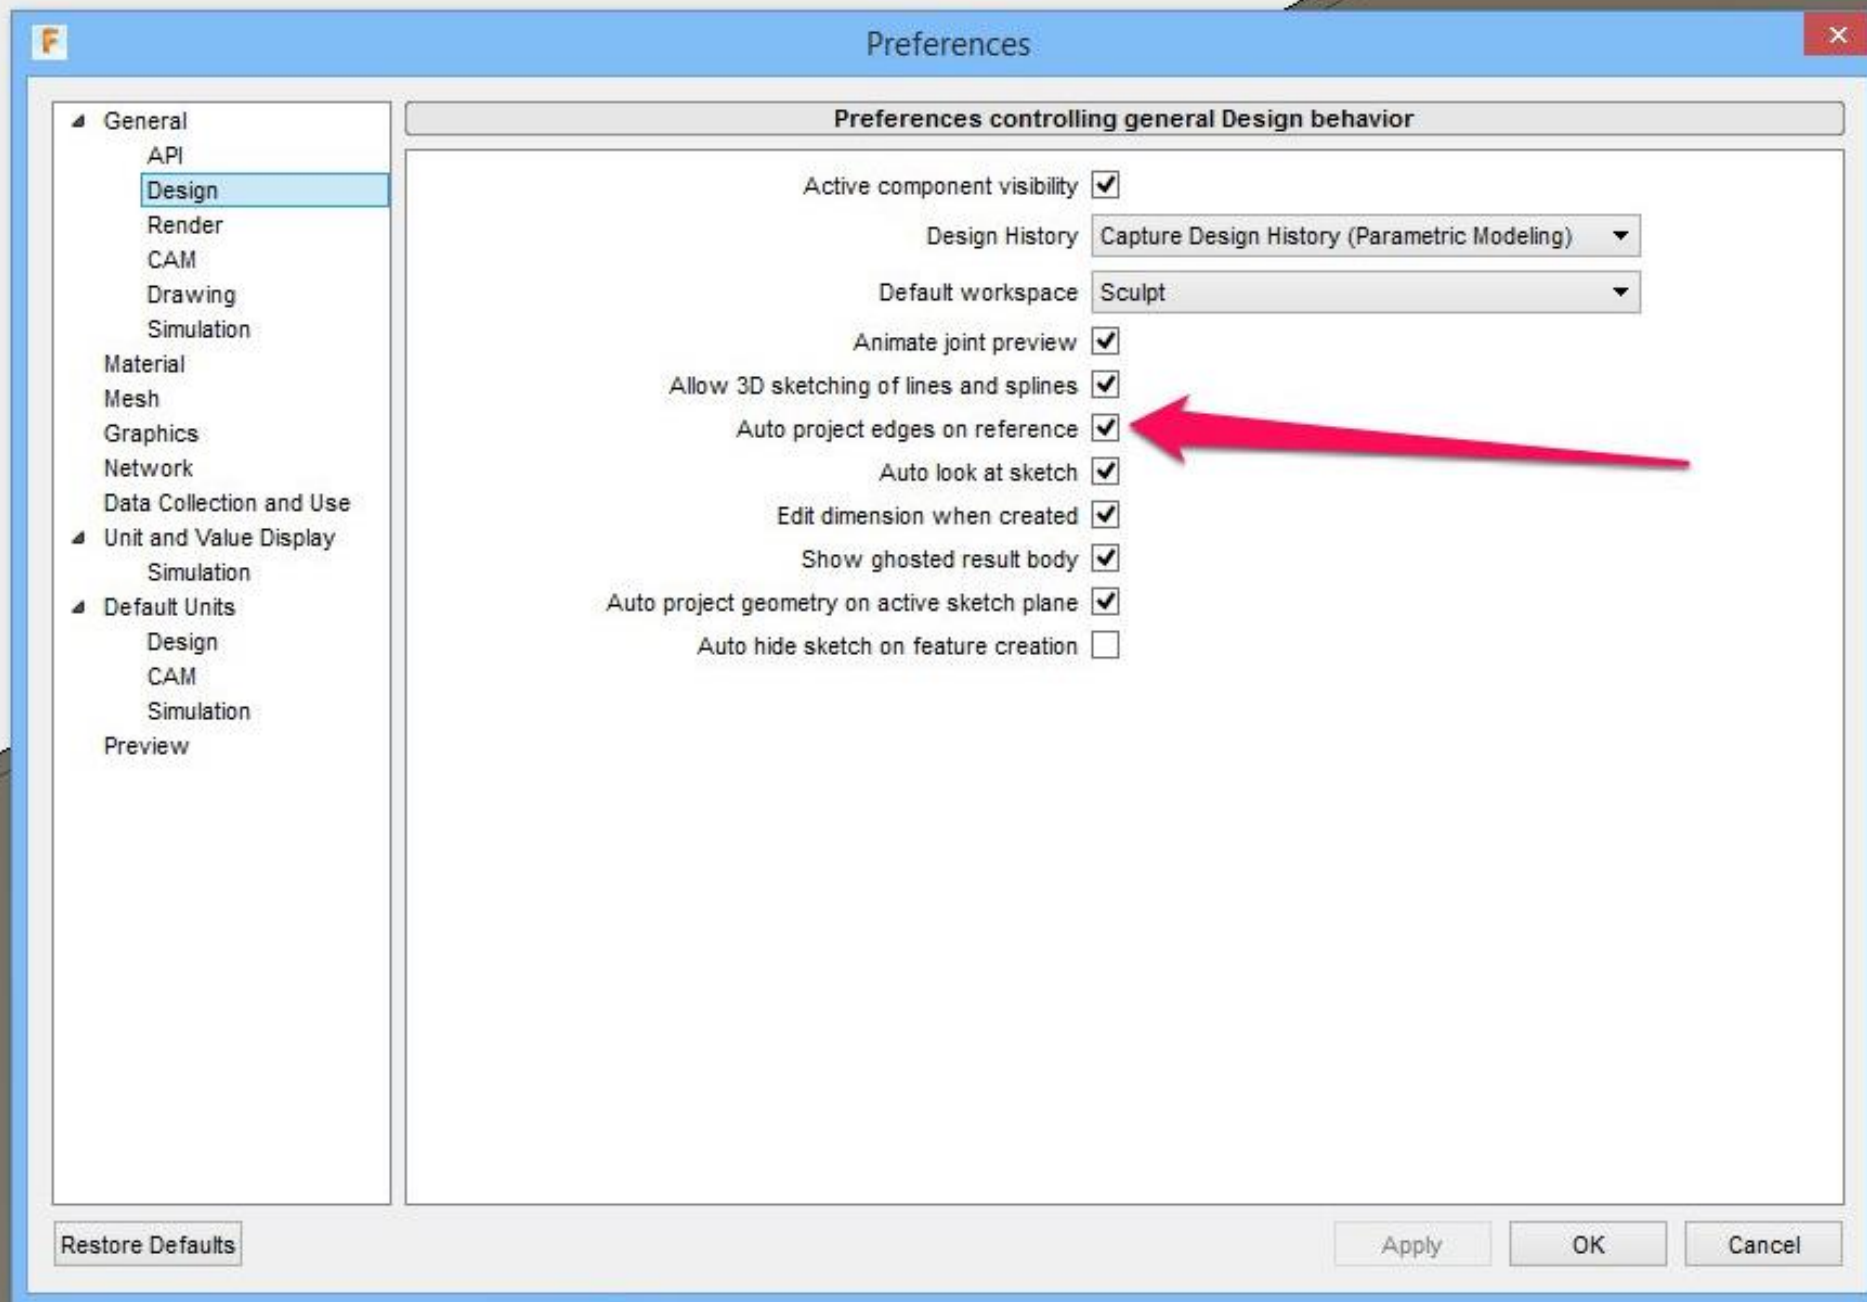 F
Preferences
General
API
Design
Render
CAM
Drawing
Simulation
Material
Mesh
Graphics
Network
Data Collection and Use
Unit and Value Display
Simulation
Default Units
Design
CAM
Simulation
Preview
Preferences controlling general Design behavior
Active component visibility
Design History Capture Design History (Parametric Modeling)
Default workspace Sculpt
Animate joint preview
Allow 3D sketching of lines and splines
Auto project edges on reference
Auto look at sketch
Edit dimension when created
Show ghosted result body
Auto project geometry on active sketch plane
Auto hide sketch on feature creation
Restore Defaults
Apply
OK
Cancel